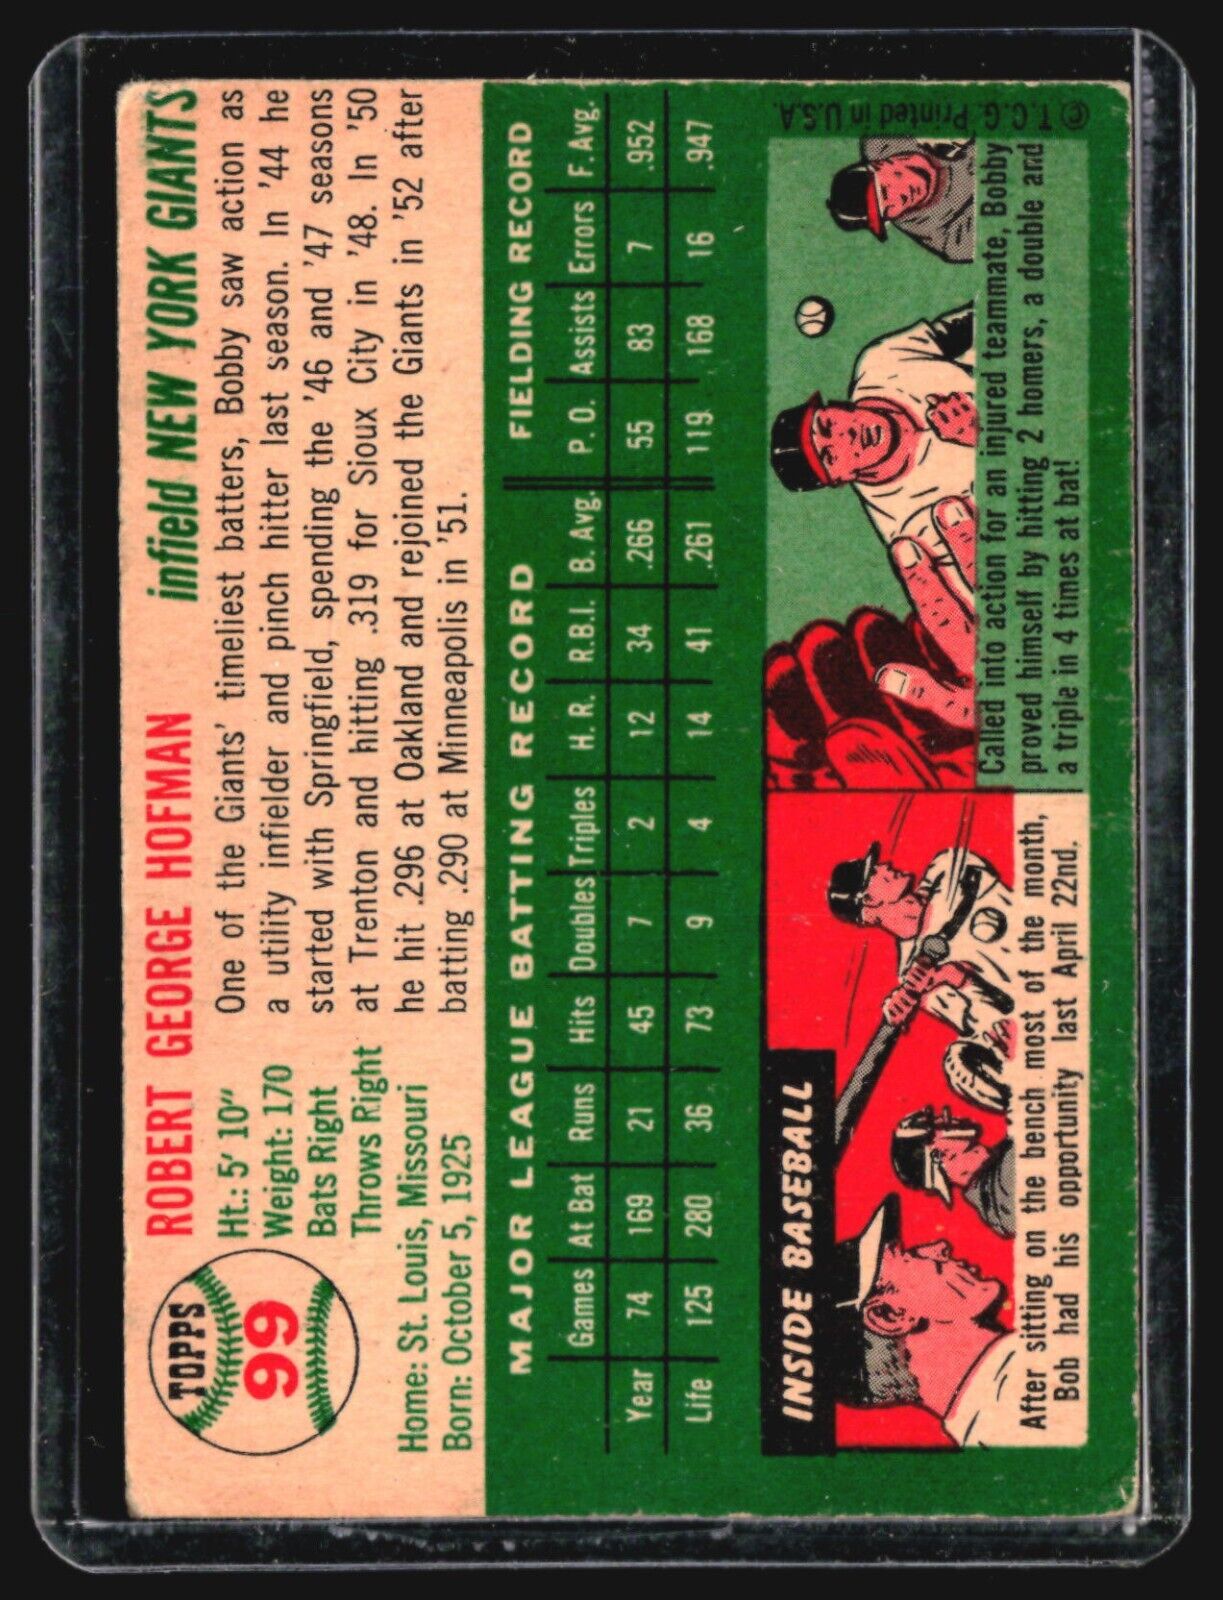 TOPPS
99
ROBERT GEORGE HOFMAN
infield NEW YORK GIANTS
Ht.: 5' 10"
Weight: 170
Bats Right
Throws Right
Home: St. Louis, Missouri
Born: October 5, 1925
One of the Giants' timeliest batters, Bobby saw action as
a utility infielder and pinch hitter last season. In '44 he
started with Springfield, spending the '46 and '47 seasons
at Trenton and hitting .319 for Sioux City in '48. In '50
he hit .296 at Oakland and rejoined the Giants in '52 after
batting .290 at Minneapolis in '51.
MAJOR LEAGUE BATTING RECORD FIELDING RECORD
Games At Bat Runs Hits Doubles Triples H. R. R.B.I. B. Avg. P. O. Assists Errors F. Avg.
Year 74 169 21 45 7 2 12 34 .266 55 83 7 .952
Life 125 280 36 73 9 4 14 41 .261 119 168 16 .947
INSIDE BASEBALL
After sitting on the bench most of the month,
Bob had his opportunity last April 22nd.
Called into action for an injured teammate, Bobby
proved himself by hitting 2 homers, a double and
a triple in 4 times at bat!
© T.C.G. Printed in U.S.A.